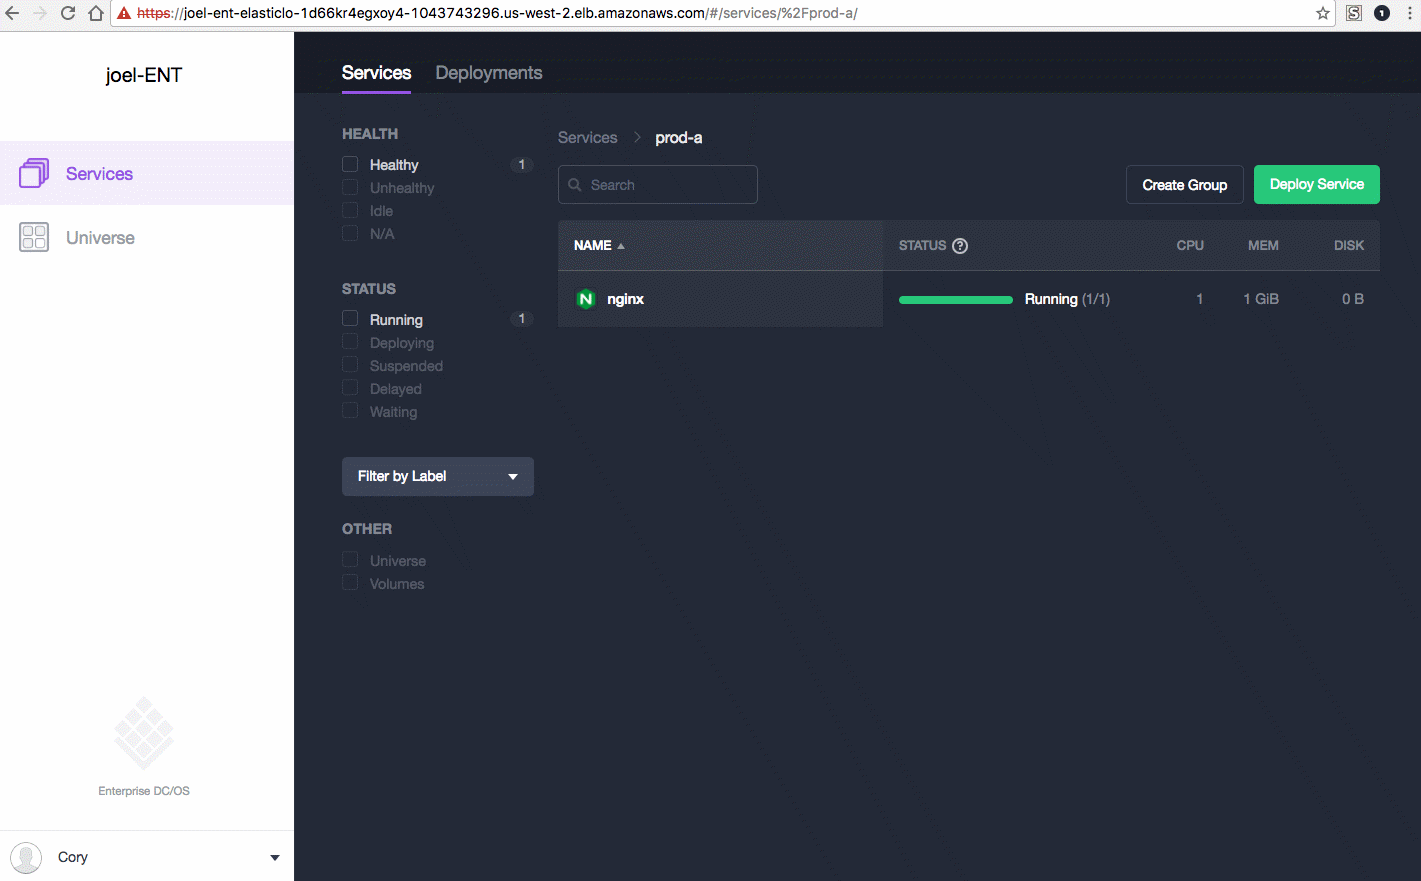 https://joel-ent-elasticlo-1d66kr4egxoy4-1043743296.us-west-2.elb.amazonaws.com/#/services/%2Fprod-a/
joel-ENT
Services
Universe
Enterprise DC/OS
Cory
Services Deployments
HEALTH
Healthy 1
Unhealthy
Idle
N/A
STATUS
Running 1
Deploying
Suspended
Delayed
Waiting
Filter by Label
OTHER
Universe
Volumes
Services > prod-a
Search
Create Group
Deploy Service
NAME STATUS ? CPU MEM DISK
N nginx Running (1/1) 1 1 GiB 0 B